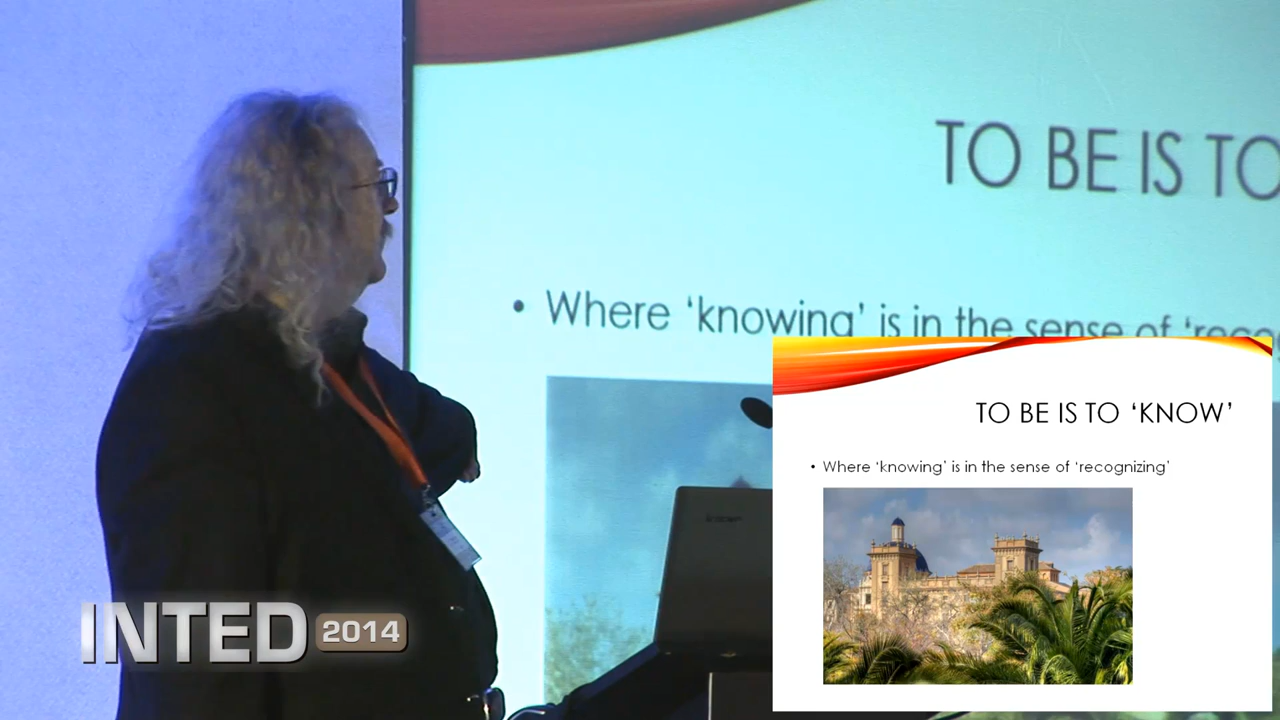 TO BE IS TO
• Where ‘knowing’ is in the sense of ‘reco
TO BE IS TO ‘KNOW’
• Where ‘knowing’ is in the sense of ‘recognizing’
INTED 2014